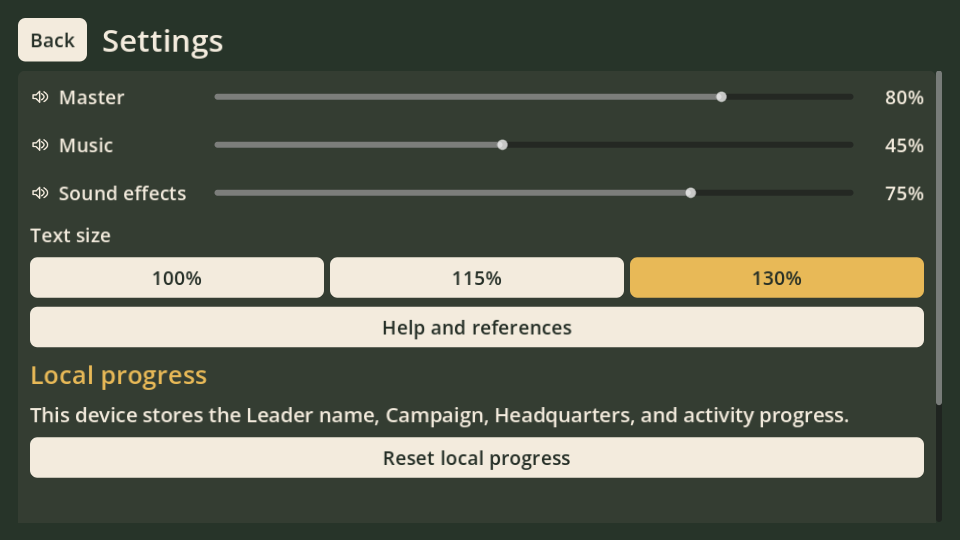 Back Settings
Master 80%
Music 45%
Sound effects 75%
Text size
100% 115% 130%
Help and references
Local progress
This device stores the Leader name, Campaign, Headquarters, and activity progress.
Reset local progress